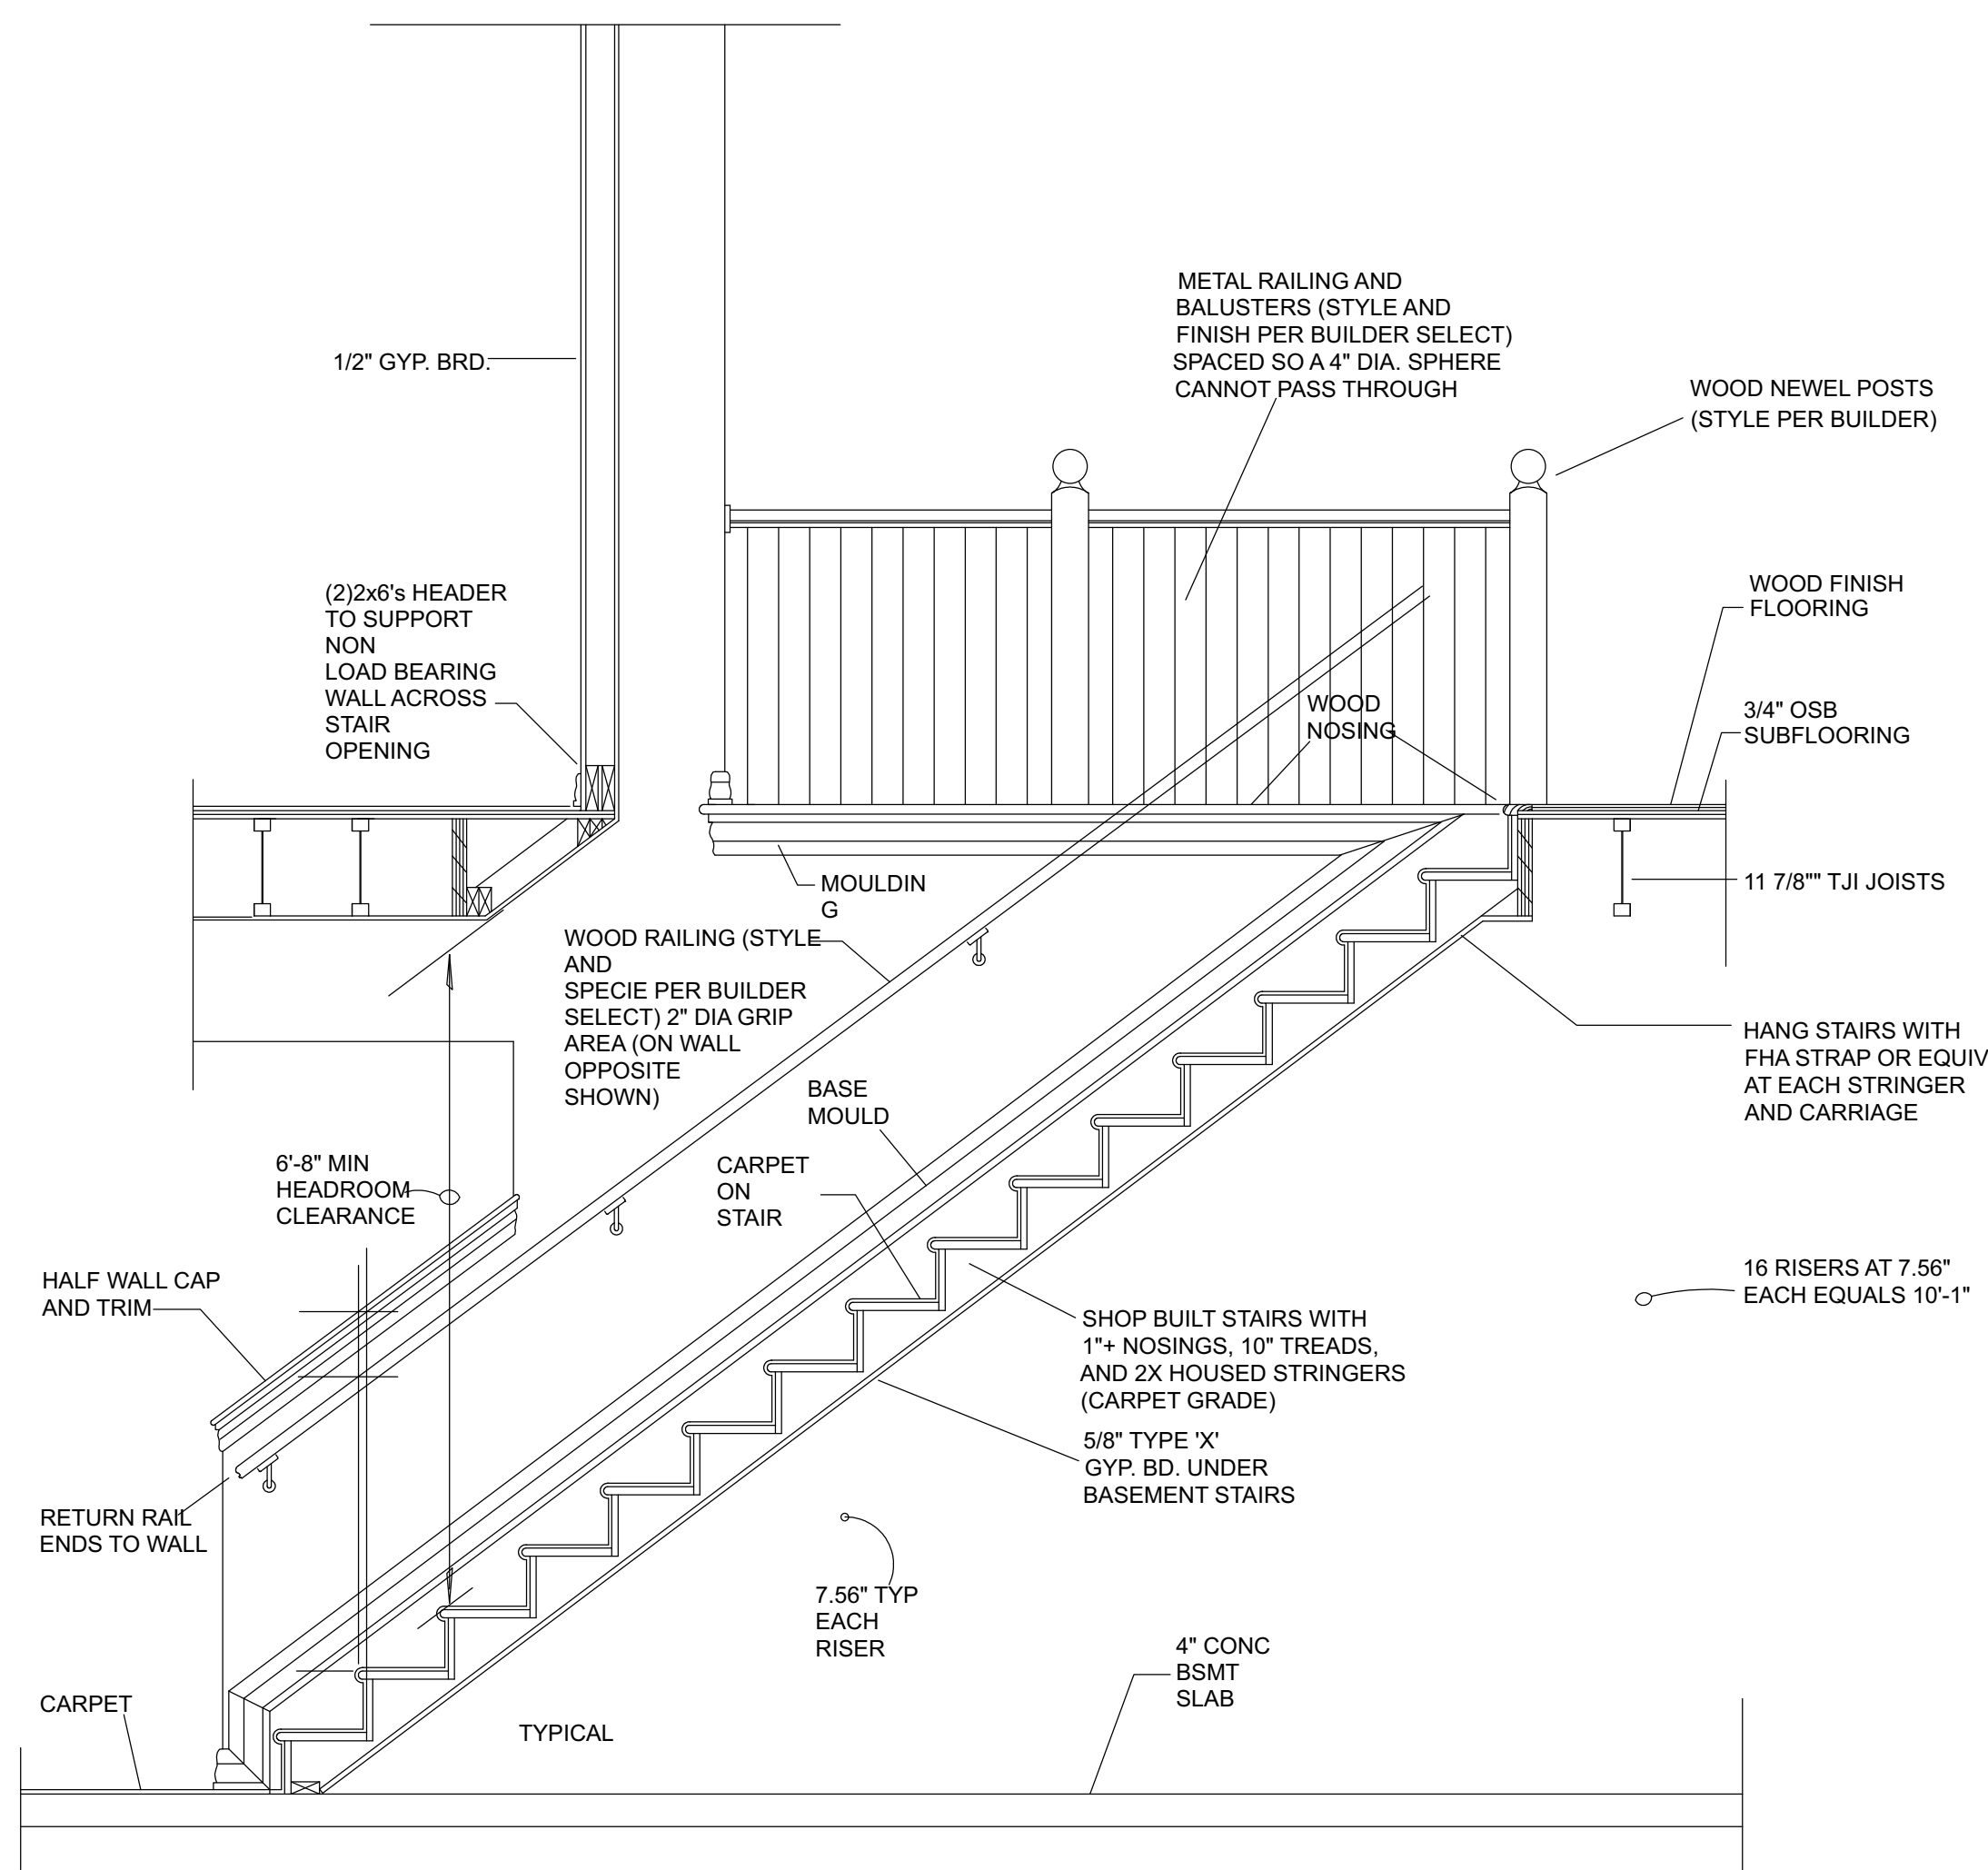 METAL RAILING AND
BALUSTERS (STYLE AND
FINISH PER BUILDER SELECT)
SPACED SO A 4" DIA. SPHERE
CANNOT PASS THROUGH
1/2" GYP. BRD.
WOOD NEWEL POSTS
(STYLE PER BUILDER)
(2)2x6's HEADER
TO SUPPORT
NON
LOAD BEARING
WALL ACROSS
STAIR
OPENING
WOOD FINISH
FLOORING
WOOD
NOSING
3/4" OSB
SUBFLOORING
MOULDIN
G
11 7/8"" TJI JOISTS
WOOD RAILING (STYLE
AND
SPECIE PER BUILDER
SELECT) 2" DIA GRIP
AREA (ON WALL
OPPOSITE
SHOWN)
HANG STAIRS WITH
FHA STRAP OR EQUIV
AT EACH STRINGER
AND CARRIAGE
BASE
MOULD
6'-8" MIN
HEADROOM
CLEARANCE
CARPET
ON
STAIR
HALF WALL CAP
AND TRIM
16 RISERS AT 7.56"
EACH EQUALS 10'-1"
SHOP BUILT STAIRS WITH
1"+ NOSINGS, 10" TREADS,
AND 2X HOUSED STRINGERS
(CARPET GRADE)
5/8" TYPE 'X'
GYP. BD. UNDER
BASEMENT STAIRS
RETURN RAIL
ENDS TO WALL
7.56" TYP
EACH
RISER
4" CONC
BSMT
SLAB
CARPET
TYPICAL